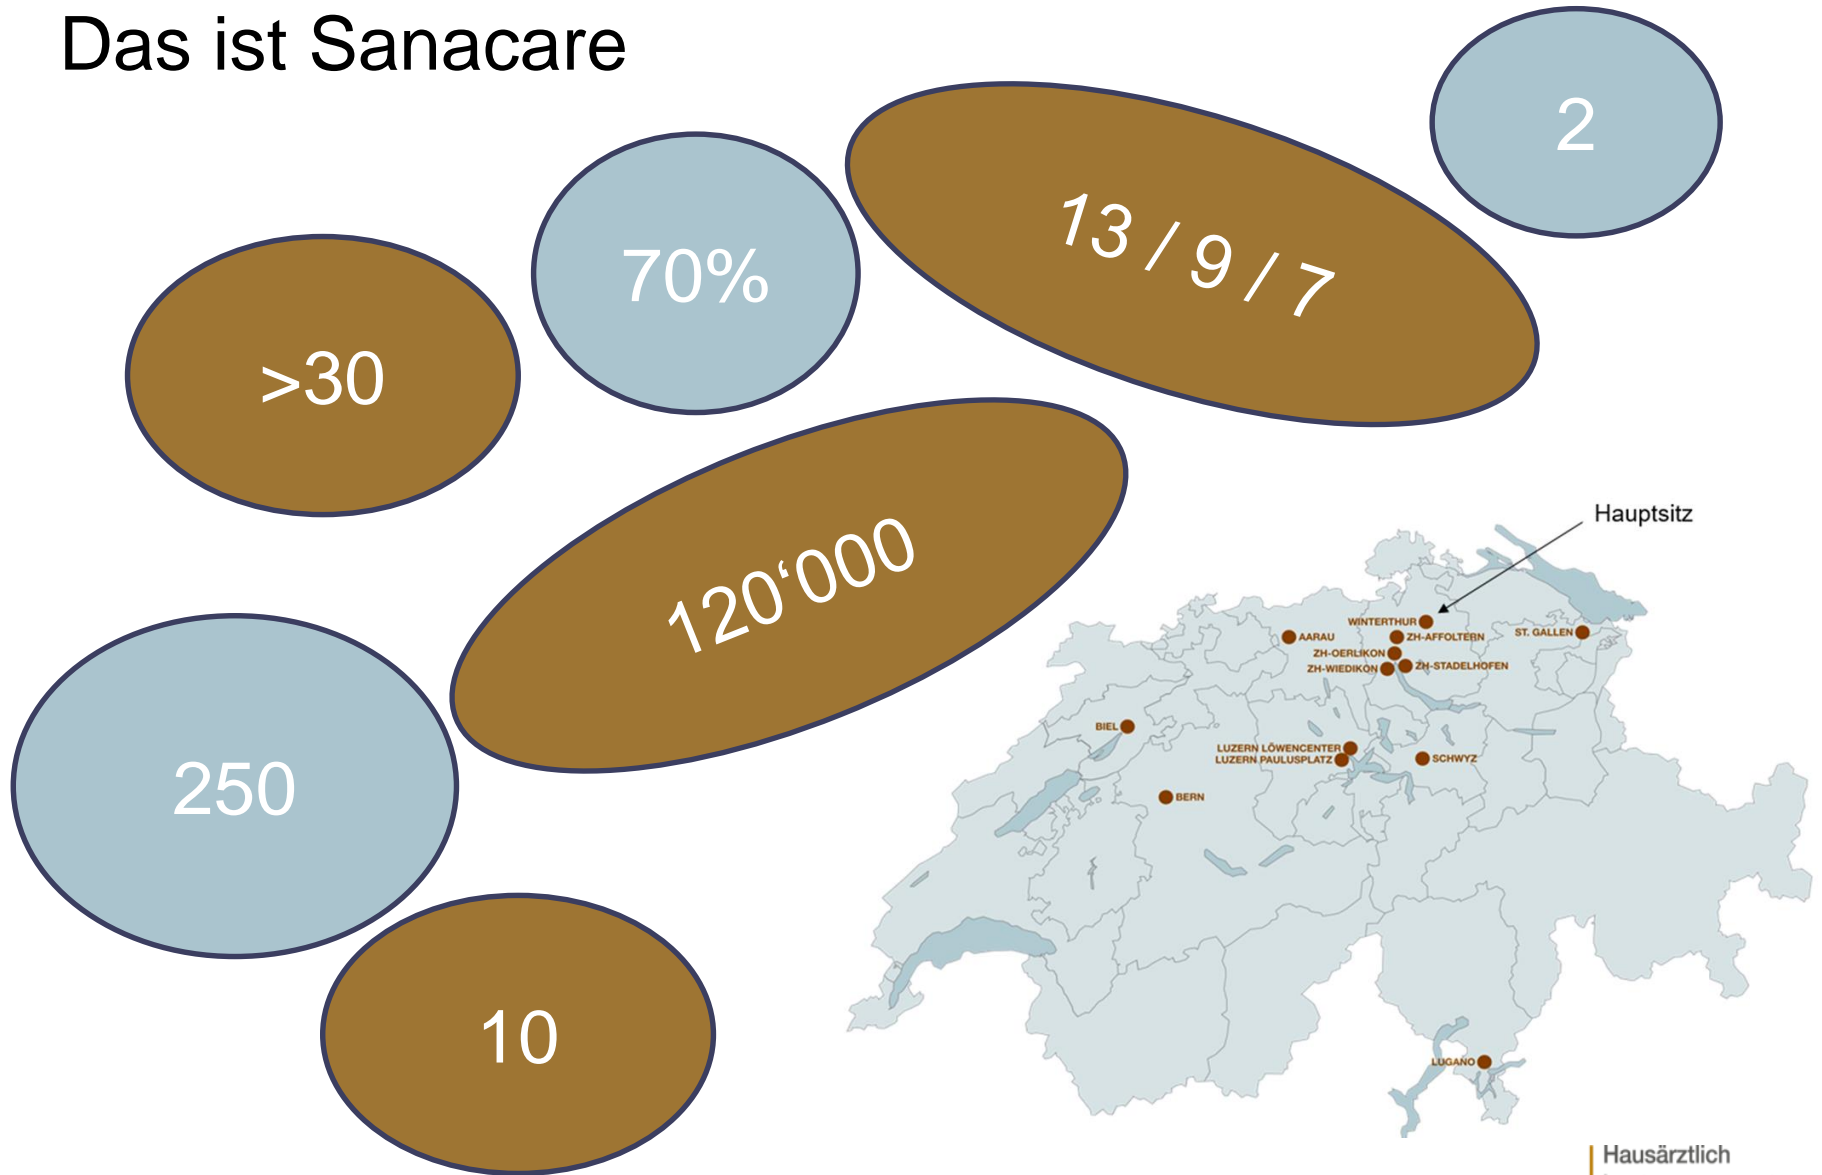 Das ist Sanacare
2
13 / 9 / 7
70%
>30
120‘000
250
10
Hauptsitz
WINTERTHUR
AARAU
ZH-AFFOLTERN
ST. GALLEN
ZH-OERLIKON
ZH-WIEDIKON
ZH-STADELHOFEN
BIEL
LUZERN LÖWENCENTER
LUZERN PAULUSPLATZ
SCHWYZ
BERN
LUGANO
Hausärztlich